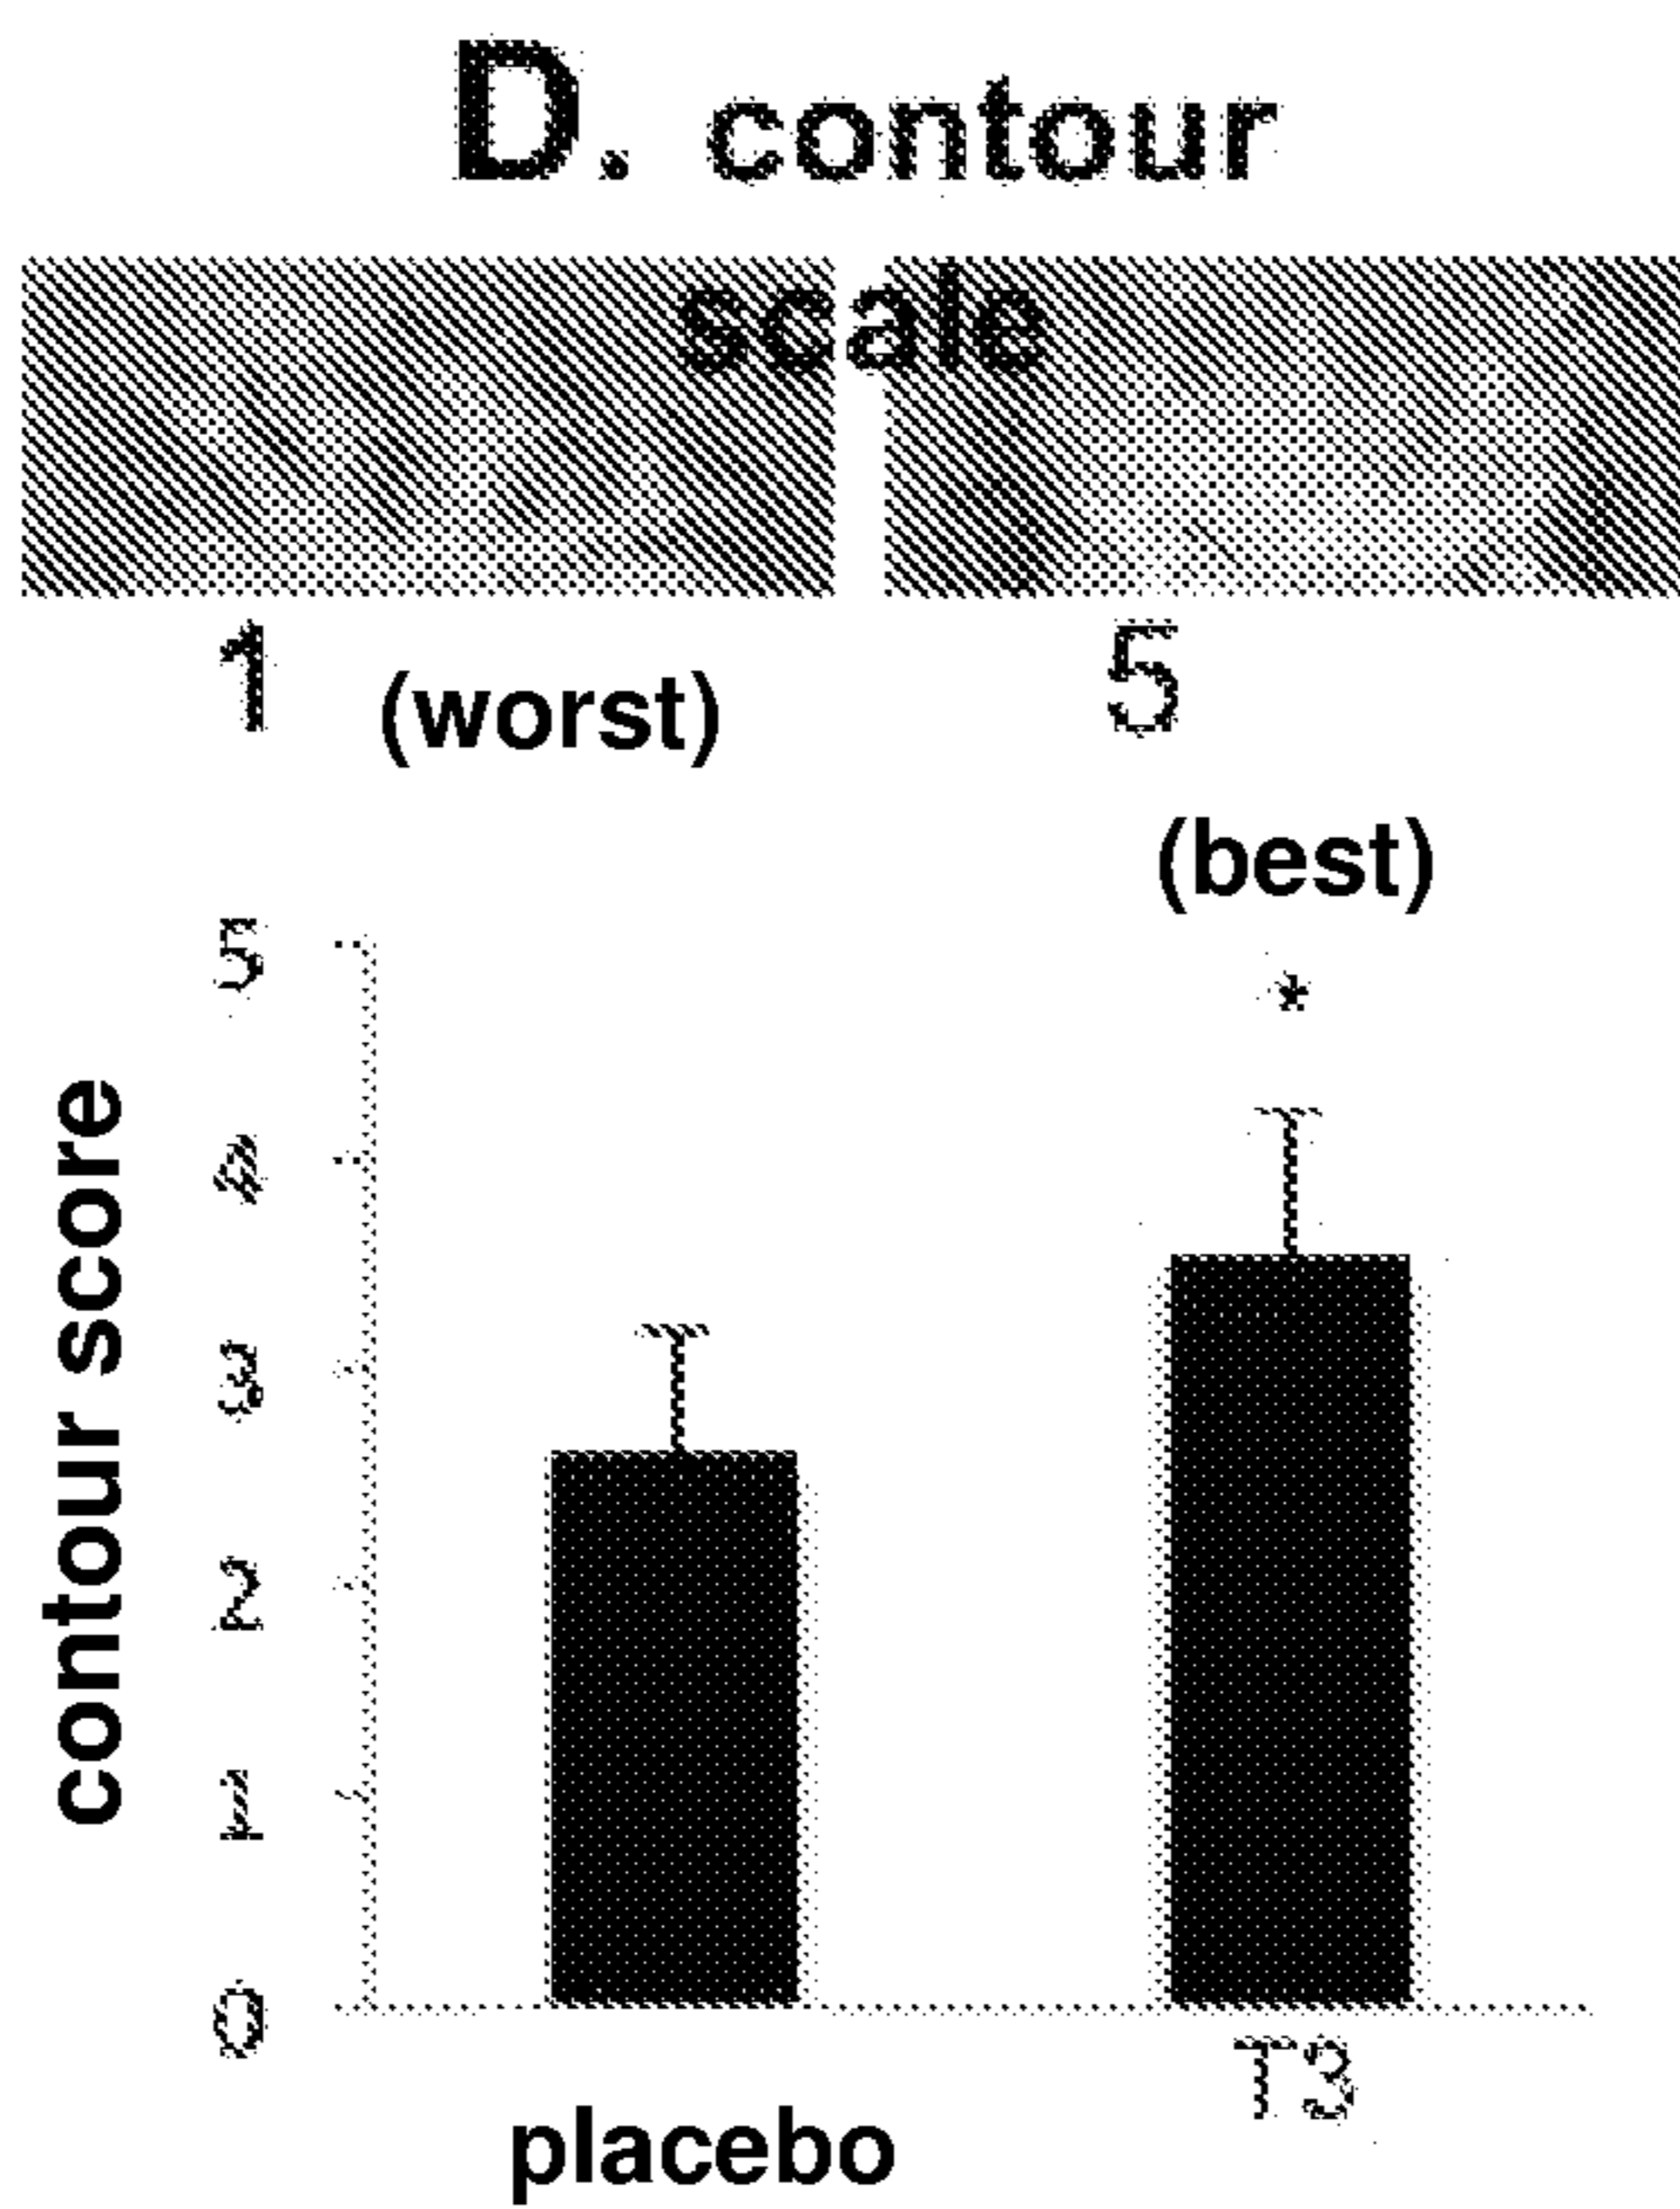 D. contour
scale
1 (worst)
5
(best)
*
5
4
3
2
1
0
contour score
placebo
T3